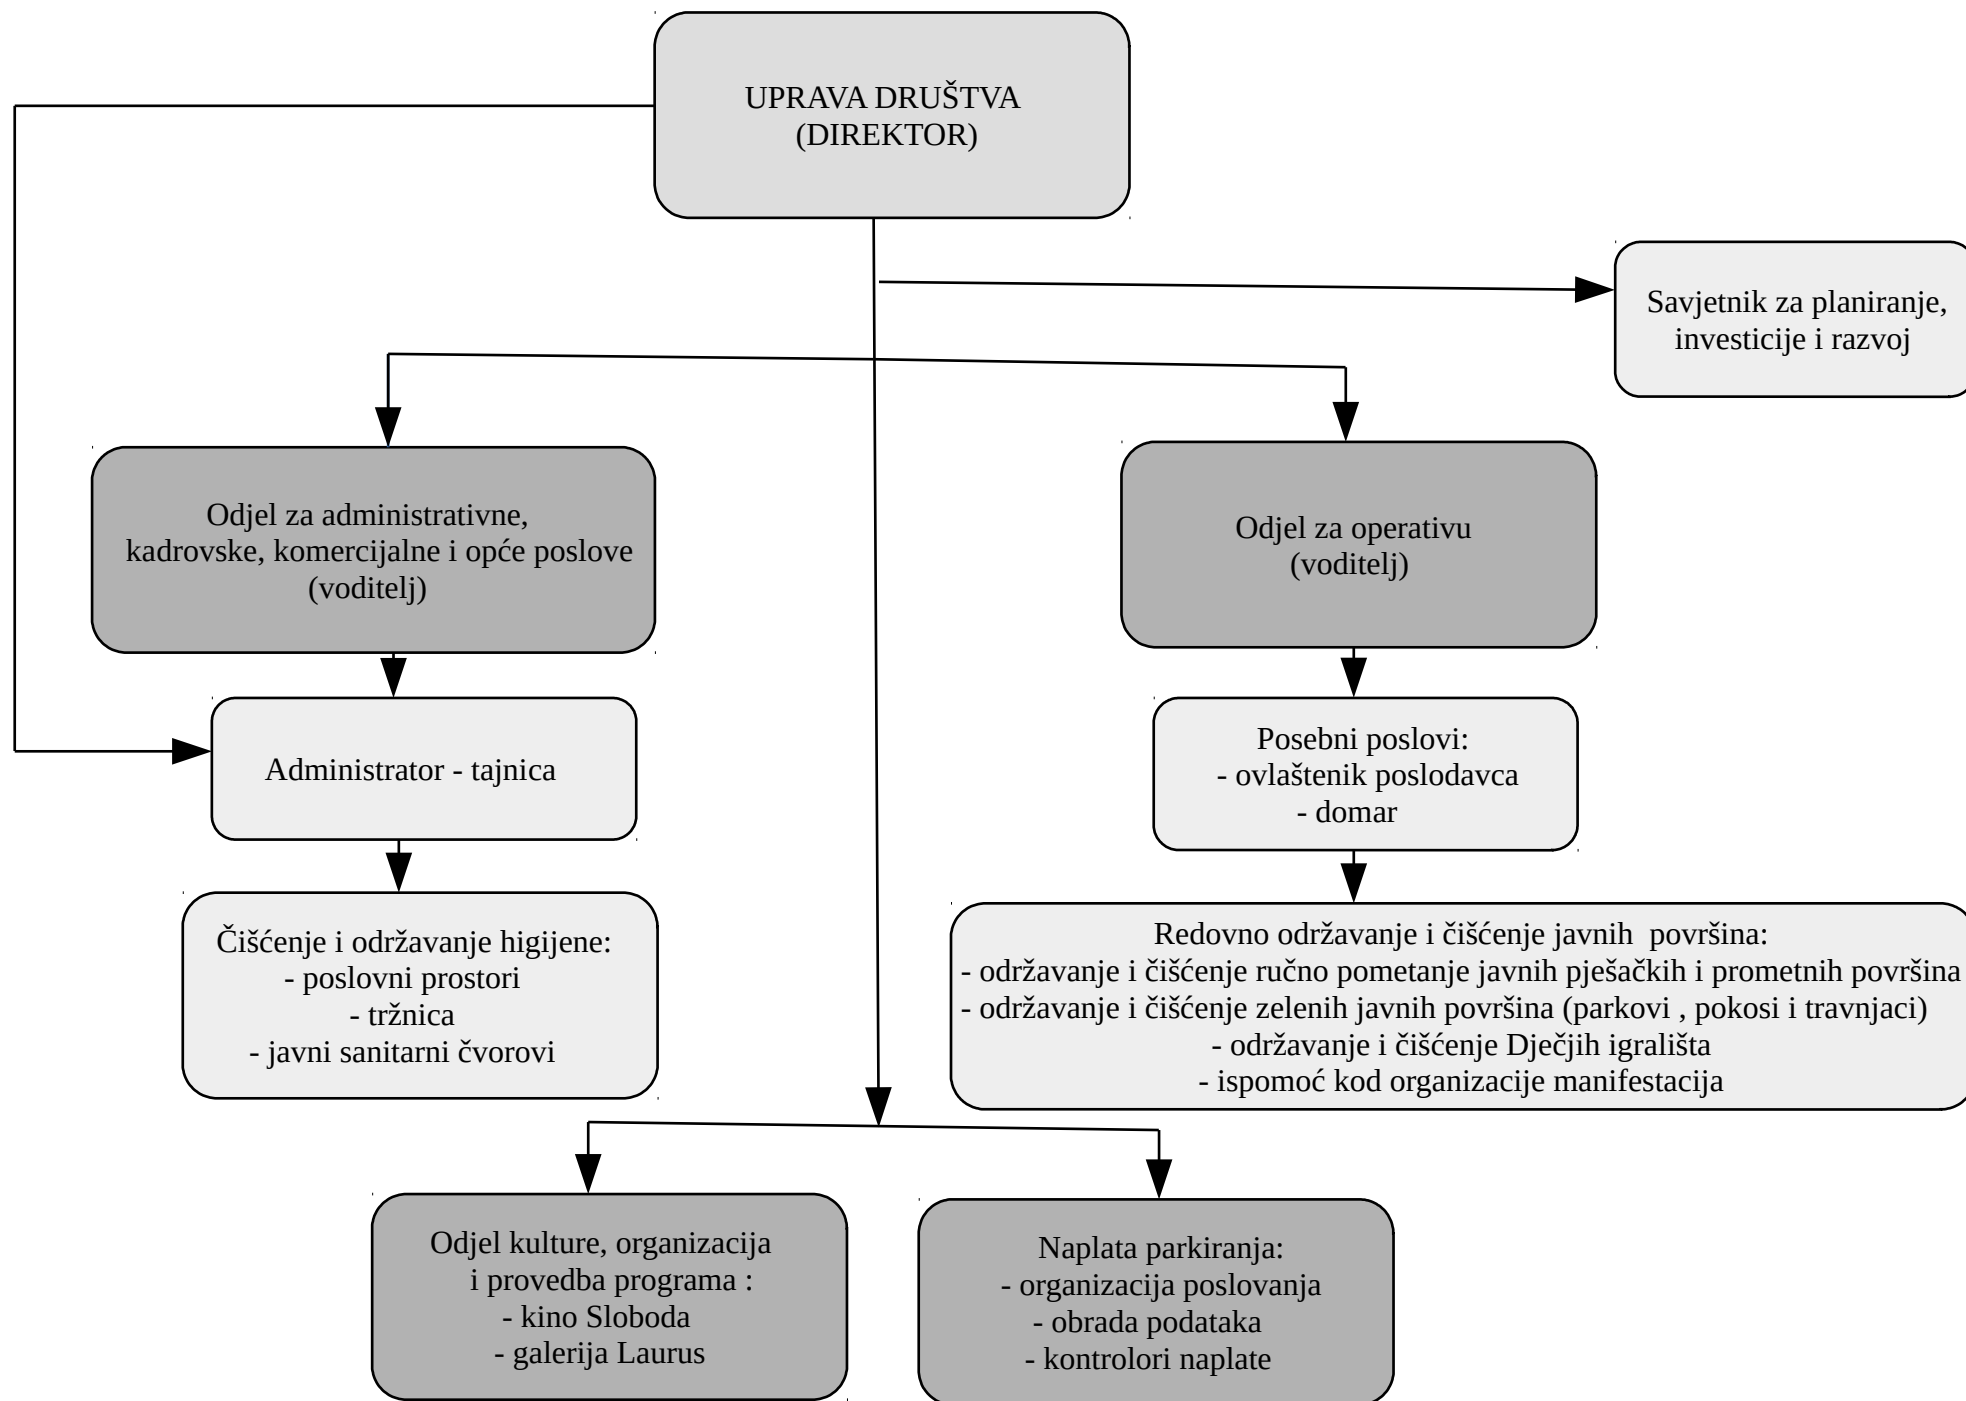 UPRAVA DRUŠTVA
(DIREKTOR)
Savjetnik za planiranje,
investicije i razvoj
Odjel za administrativne,
kadrovske, komercijalne i opće poslove
(voditelj)
Odjel za operativu
(voditelj)
Administrator - tajnica
Posebni poslovi:
- ovlaštenik poslodavca
- domar
Čišćenje i održavanje higijene:
- poslovni prostori
- tržnica
- javni sanitarni čvorovi
Redovno održavanje i čišćenje javnih  površina:
- održavanje i čišćenje ručno pometanje javnih pješačkih i prometnih površina
- održavanje i čišćenje zelenih javnih površina (parkovi , pokosi i travnjaci)
- održavanje i čišćenje Dječjih igrališta
- ispomoć kod organizacije manifestacija
Odjel kulture, organizacija
i provedba programa :
- kino Sloboda
- galerija Laurus
Naplata parkiranja:
- organizacija poslovanja
- obrada podataka
- kontrolori naplate